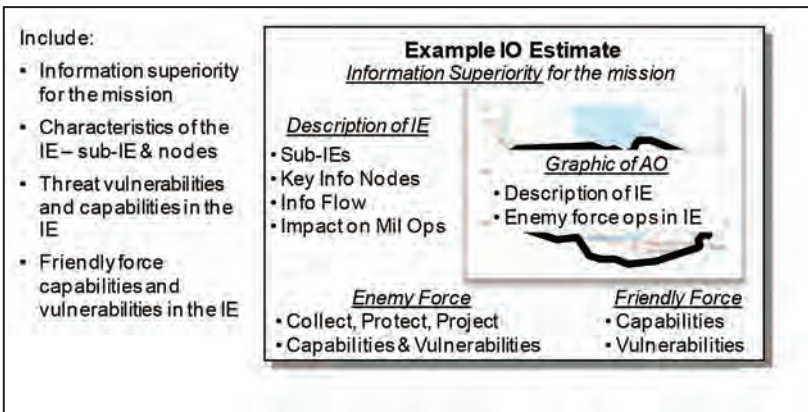 Include:
• Information superiority
for the mission
• Characteristics of the
IE – sub-IE & nodes
• Threat vulnerabilities
and capabilities in the
IE
• Friendly force
capabilities and
vulnerabilities in the IE
Example IO Estimate
Information Superiority for the mission
Description of IE
• Sub-IEs
• Key Info Nodes
• Info Flow
• Impact on Mil Ops
Graphic of AO
• Description of IE
• Enemy force ops in IE
Enemy Force
• Collect, Protect, Project
• Capabilities & Vulnerabilities
Friendly Force
• Capabilities
• Vulnerabilities